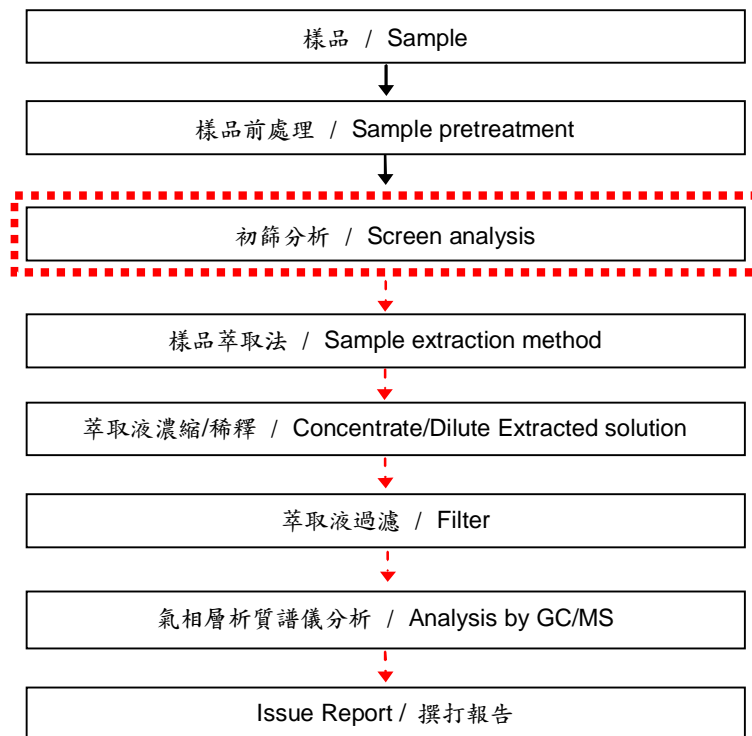 樣品 / Sample
樣品前處理 / Sample pretreatment
初篩分析 / Screen analysis
樣品萃取法 / Sample extraction method
萃取液濃縮/稀釋 / Concentrate/Dilute Extracted solution
萃取液過濾 / Filter
氣相層析質譜儀分析 / Analysis by GC/MS
Issue Report / 撰打報告